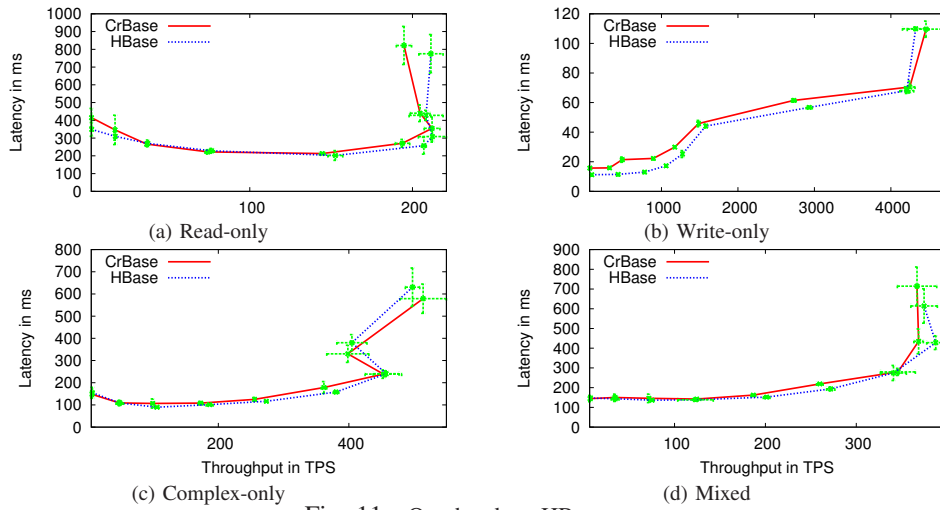 1000
900
800
700
600
500
400
300
200
100
0
Latency in ms
CrBase
HBase
100 200
(a) Read-only
120
100
80
60
40
20
0
Latency in ms
CrBase
HBase
1000 2000 3000 4000
(b) Write-only
800
700
600
500
400
300
200
100
0
Latency in ms
CrBase
HBase
200 400
Throughput in TPS
(c) Complex-only
900
800
700
600
500
400
300
200
100
0
Latency in ms
CrBase
HBase
100 200 300
Throughput in TPS
(d) Mixed